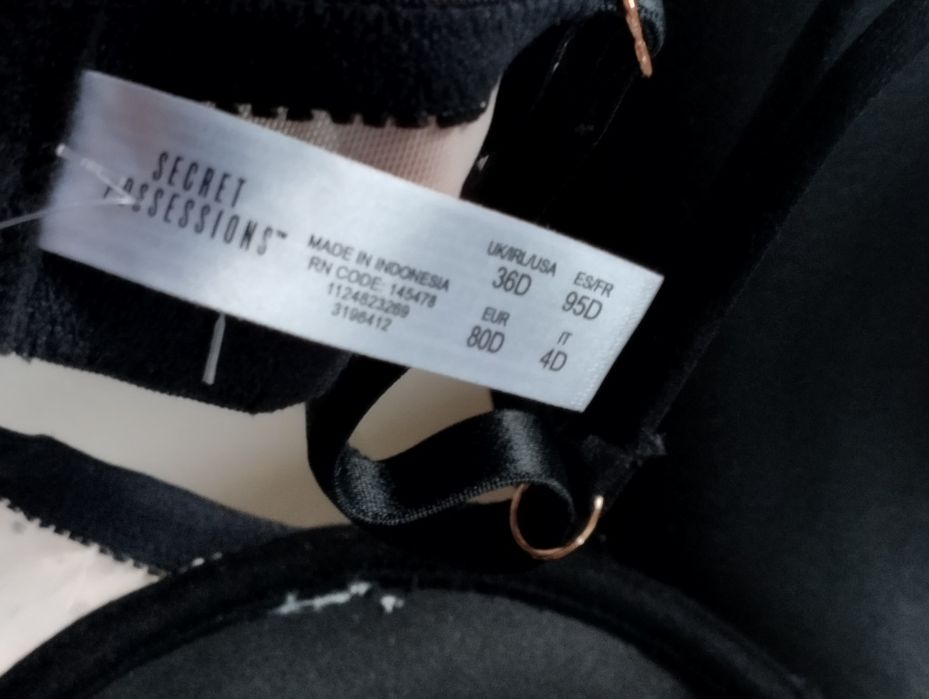 SECRET
POSSESSIONS™
MADE IN INDONESIA
RN CODE: 145478
1124823269
3196412
UK/IRL/USA
36D
ES/FR
95D
EUR
80D
IT
4D